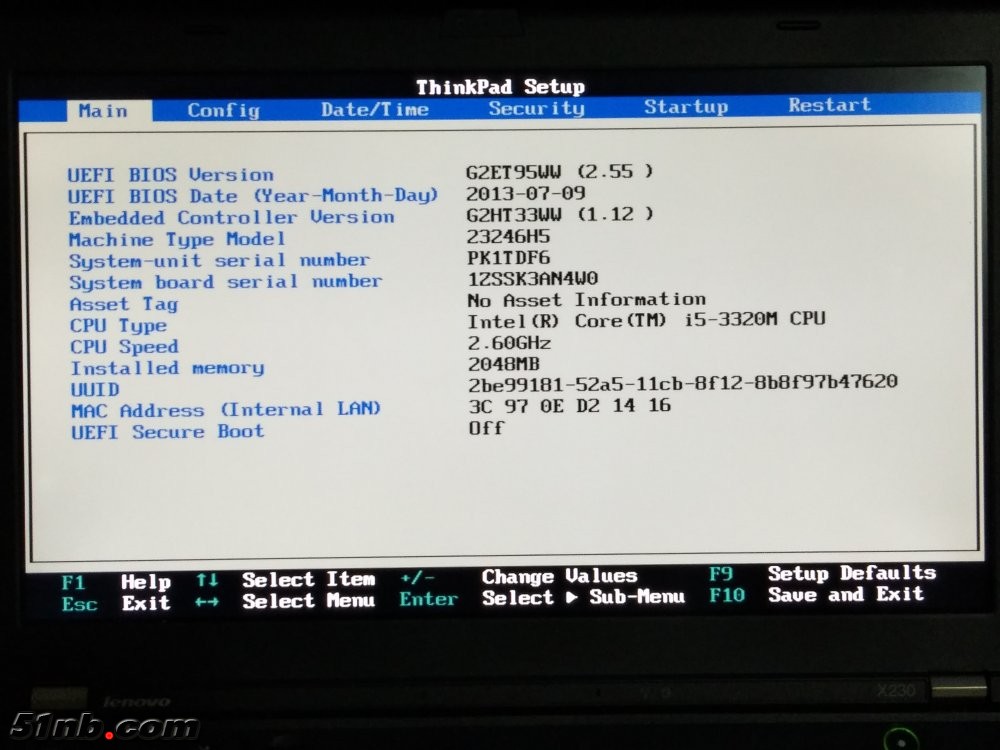 ThinkPad Setup
Main Config Date/Time Security Startup Restart
UEFI BIOS Version G2ET95WW (2.55 )
UEFI BIOS Date (Year-Month-Day) 2013-07-09
Embedded Controller Version G2HT33WW (1.12 )
Machine Type Model 23246H5
System-unit serial number PK1TDF6
System board serial number 1ZSSK3AN4W0
Asset Tag No Asset Information
CPU Type Intel(R) Core(TM) i5-3320M CPU
CPU Speed 2.60GHz
Installed memory 2048MB
UUID 2be99181-52a5-11cb-8f12-8b8f97b47620
MAC Address (Internal LAN) 3C 97 0E D2 14 16
UEFI Secure Boot Off
F1 Help ↑↓ Select Item +/- Change Values F9 Setup Defaults
Esc Exit ←→ Select Menu Enter Select ▶ Sub-Menu F10 Save and Exit
lenovo X230
51nb.com